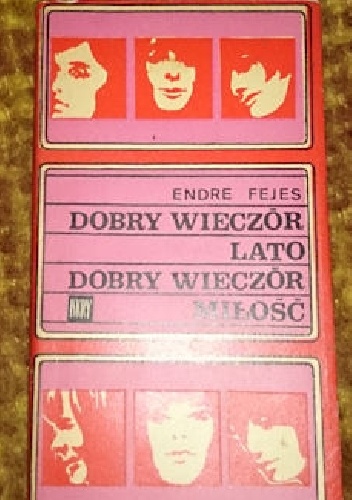 ENDRE FEJES
DOBRY WIECZÓR
LATO
DOBRY WIECZÓR
MIŁOŚĆ